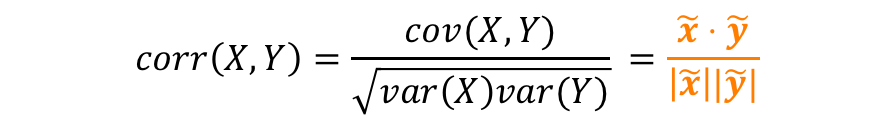 corr(X, Y) = cov(X, Y) / √var(X)var(Y) = x̃ · ỹ / |x̃||ỹ|